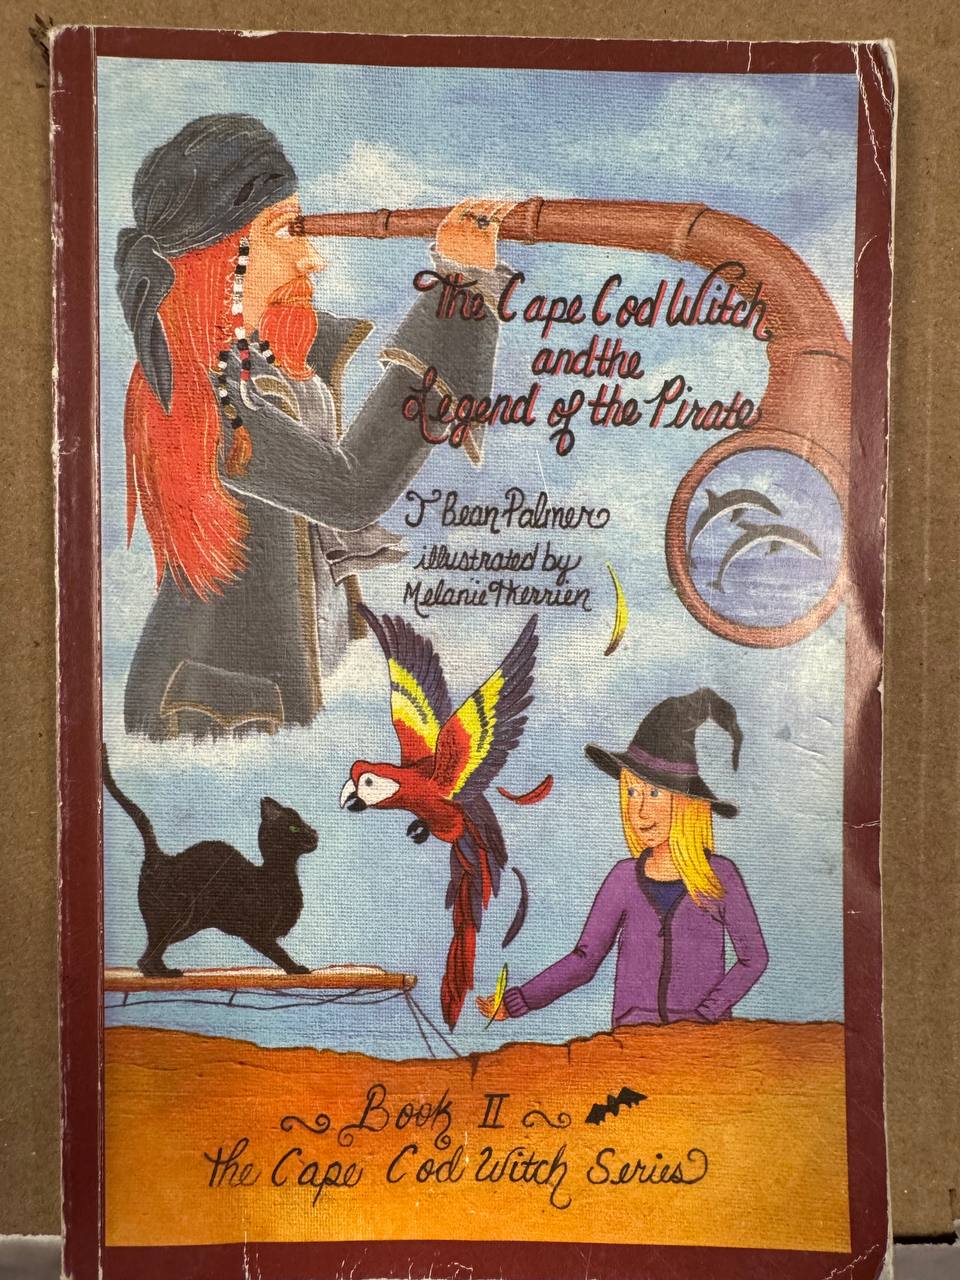 The Cape Cod Witch
and the
Legend of the Pirate
J Bean Palmer
illustrated by
Melanie Therrien
Book II
the Cape Cod Witch Series